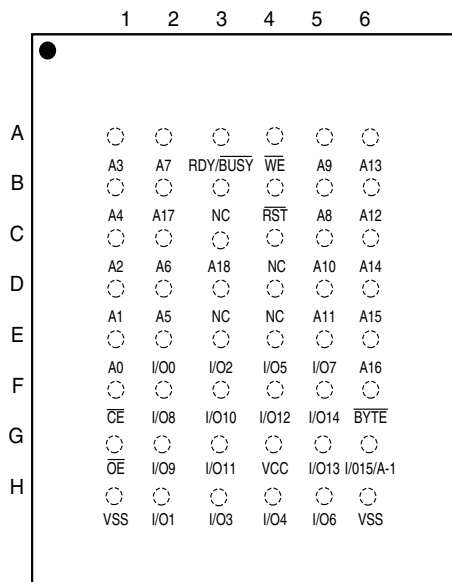 1 2 3 4 5 6
A
A3 A7 RDY/BUSY WE A9 A13
B
A4 A17 NC RST A8 A12
C
A2 A6 A18 NC A10 A14
D
A1 A5 NC NC A11 A15
E
A0 I/O0 I/O2 I/O5 I/O7 A16
F
CE I/O8 I/O10 I/O12 I/O14 BYTE
G
OE I/O9 I/O11 VCC I/O13 I/015/A-1
H
VSS I/O1 I/O3 I/O4 I/O6 VSS